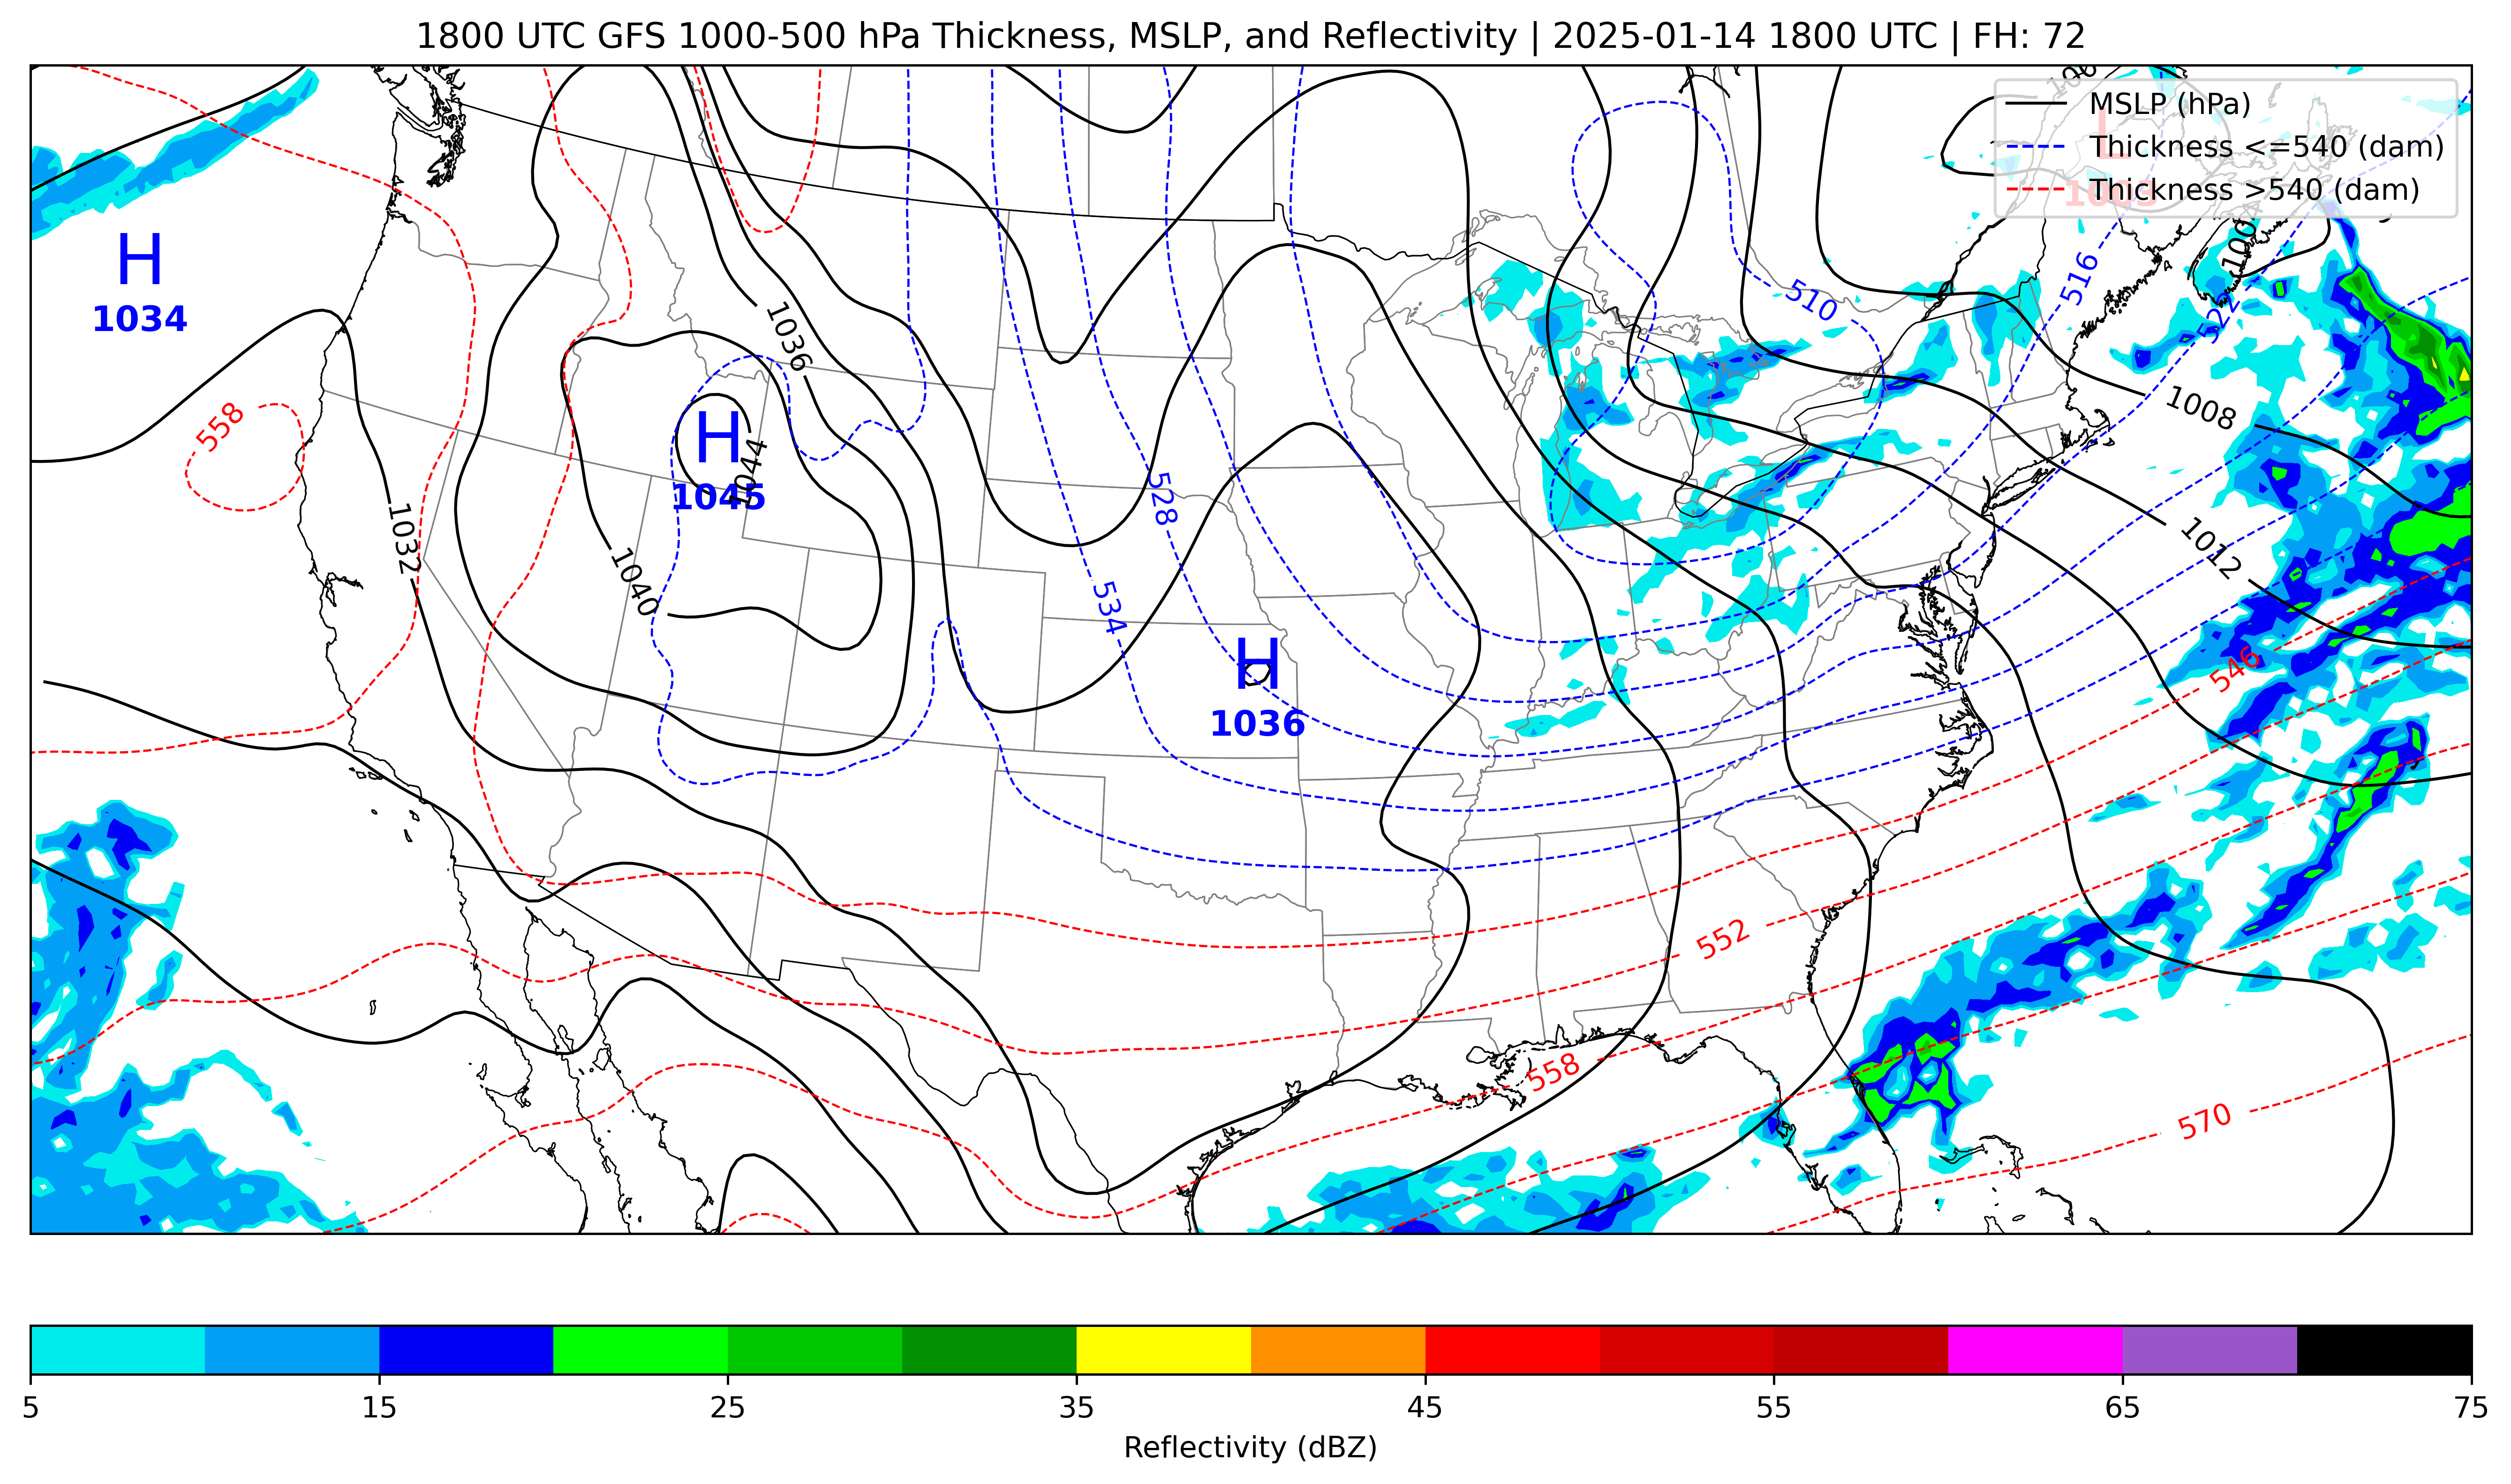 1800 UTC GFS 1000-500 hPa Thickness, MSLP, and Reflectivity | 2025-01-14 1800 UTC | FH: 72
MSLP (hPa)
Thickness <=540 (dam)
Thickness >540 (dam)
L
H
1034
1004
516
522
510
1036
1008
558
H
1044
1045
1032
528
1012
1040
534
H
1036
546
552
558
570
5 15 25 35 45 55 65 75
Reflectivity (dBZ)